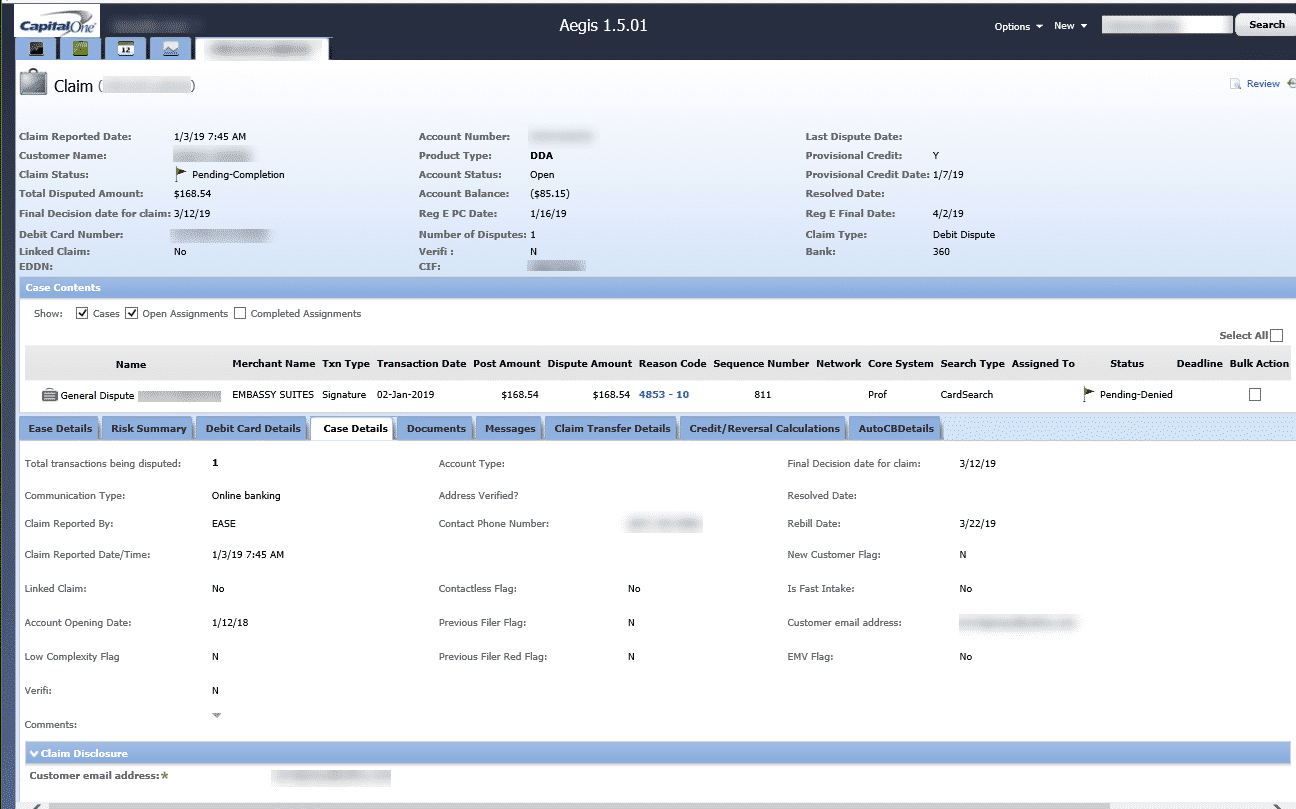 CapitalOne
Aegis 1.5.01
Options New Search
12
Claim ( )
Review
Claim Reported Date: 1/3/19 7:45 AM Account Number: Last Dispute Date:
Customer Name: Product Type: DDA Provisional Credit: Y
Claim Status: Pending-Completion Account Status: Open Provisional Credit Date: 1/7/19
Total Disputed Amount: $168.54 Account Balance: ($85.15) Resolved Date:
Final Decision date for claim: 3/12/19 Reg E PC Date: 1/16/19 Reg E Final Date: 4/2/19
Debit Card Number: Number of Disputes: 1 Claim Type: Debit Dispute
Linked Claim: No Verifi : N Bank: 360
EDDN: CIF:
Case Contents
Show: Cases Open Assignments Completed Assignments
Select All
Name Merchant Name Txn Type Transaction Date Post Amount Dispute Amount Reason Code Sequence Number Network Core System Search Type Assigned To Status Deadline Bulk Action
General Dispute EMBASSY SUITES Signature 02-Jan-2019 $168.54 $168.54 4853 - 10 811 Prof CardSearch Pending-Denied
Ease Details Risk Summary Debit Card Details Case Details Documents Messages Claim Transfer Details Credit/Reversal Calculations AutoCBDetails
Total transactions being disputed: 1 Account Type: Final Decision date for claim: 3/12/19
Communication Type: Online banking Address Verified? Resolved Date:
Claim Reported By: EASE Contact Phone Number: Rebill Date: 3/22/19
Claim Reported Date/Time: 1/3/19 7:45 AM New Customer Flag: N
Linked Claim: No Contactless Flag: No Is Fast Intake: No
Account Opening Date: 1/12/18 Previous Filer Flag: N Customer email address:
Low Complexity Flag N Previous Filer Red Flag: N EMV Flag: No
Verifi: N
Comments:
Claim Disclosure
Customer email address:*